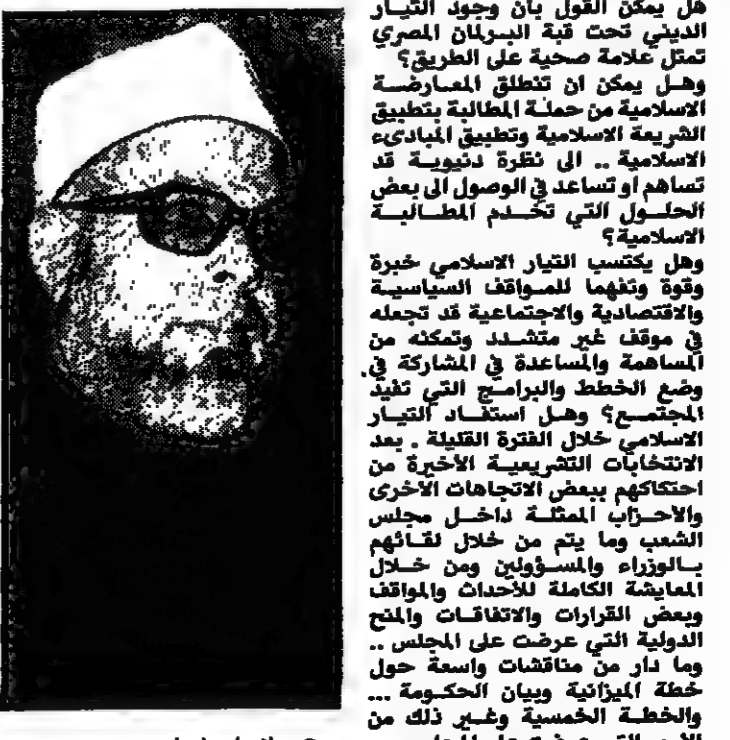 هل يمكن القول بأن وجود التيار
الديني تحت قبة البرلمان المصري
تمثل علامة صحية على الطريق؟
وهل يمكن ان تنطلق المعارضة
الاسلامية من حملة المطالبة بتطبيق
الشريعة الاسلامية وتطبيق المبادىء
الاسلامية .. الى نظرة دنيوية قد
تساهم او تساعد في الوصول الى بعض
الحلول التي تخدم المطالبة
الاسلامية؟
وهل يكتسب التيار الاسلامي خبرة
وقوة وتفهما للمواقف السياسية
والاقتصادية والاجتماعية قد تجعله
في موقف غير متشدد وتمكنه من
المساهمة والمساعدة في المشاركة في
وضع الخطط والبرامج التي تفيد
المجتمع؟ وهل استفاد التيار
الاسلامي خلال الفترة القليلة . بعد
الانتخابات التشريعية الأخيرة من
احتكاكهم ببعض الاتجاهات الأخرى
والأحزاب الممثلة داخل مجلس
الشعب وما يتم من خلال لقائهم
بالوزراء والمسؤولين ومن خلال
المعايشة الكاملة للأحداث والمواقف
وبعض القرارات والاتفاقات والمنح
الدولية التي عرضت على المجلس ..
وما دار من مناقشات واسعة حول
خطة الميزانية وبيان الحكومة ...
والخطة الخمسية وغير ذلك من